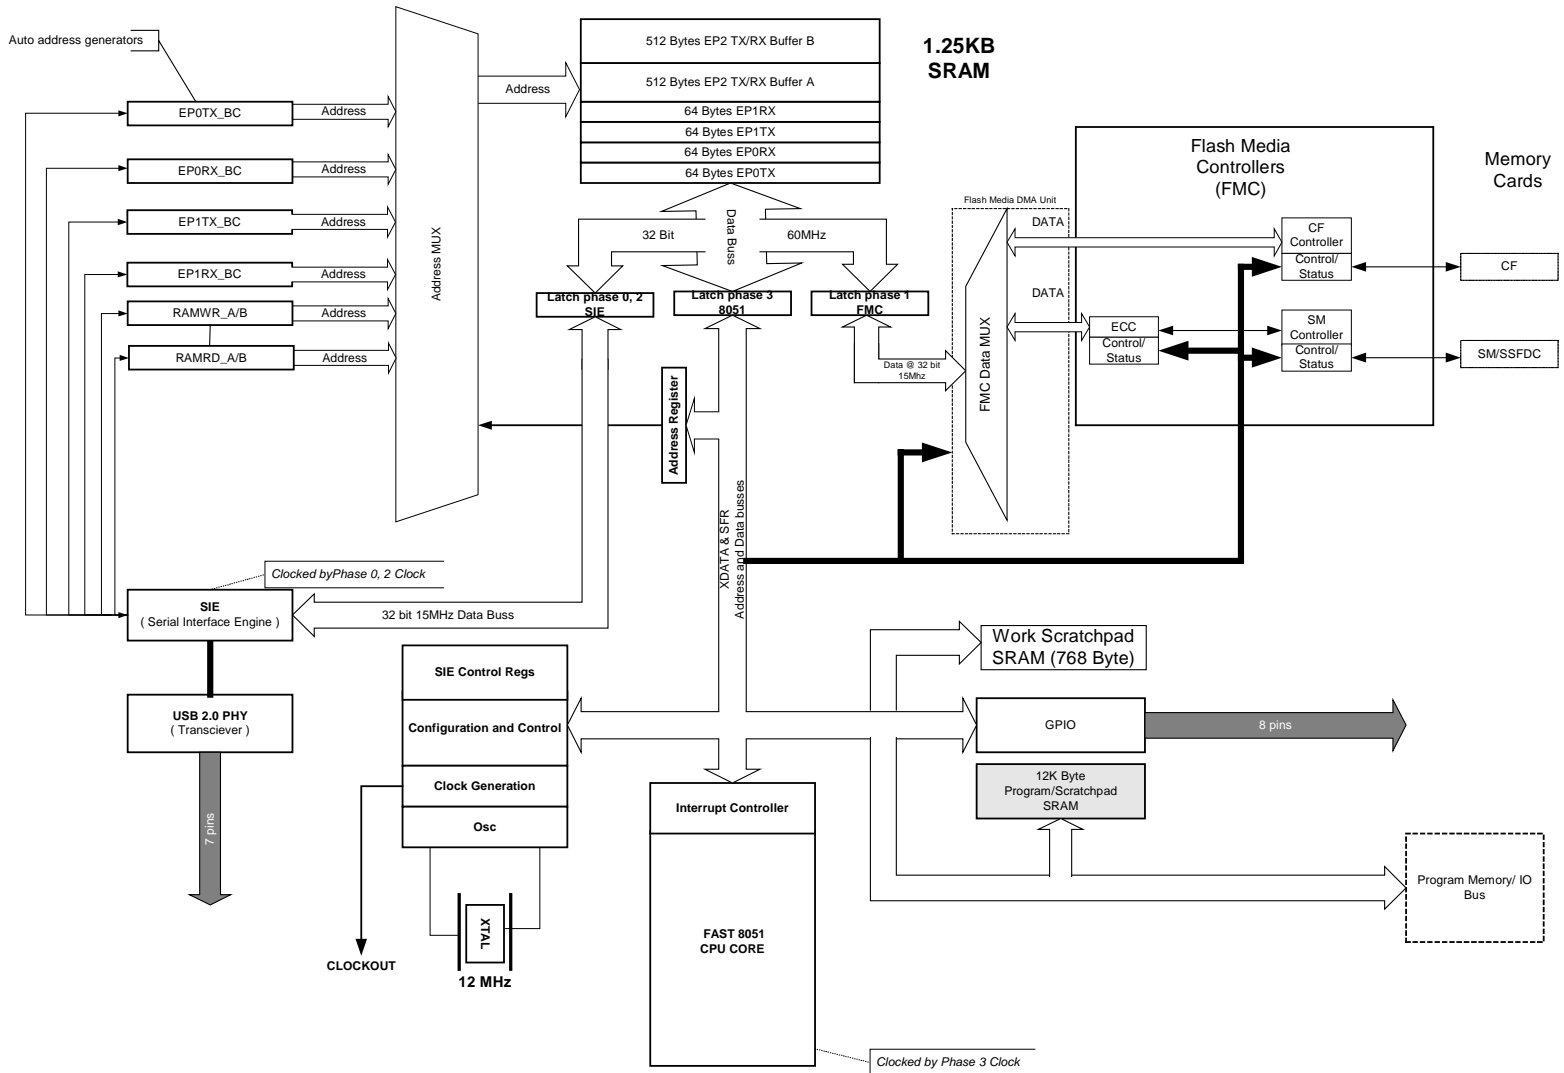 Auto address generators
EP0TX_BC
Address
EP0RX_BC
Address
EP1TX_BC
Address
EP1RX_BC
Address
RAMWR_A/B
Address
RAMRD_A/B
Address
Address MUX
Address
512 Bytes EP2 TX/RX Buffer B
512 Bytes EP2 TX/RX Buffer A
64 Bytes EP1RX
64 Bytes EP1TX
64 Bytes EP0RX
64 Bytes EP0TX
1.25KB
SRAM
32 Bit
Data Buss
60MHz
Latch phase 0, 2
SIE
Latch phase 3
8051
Latch phase 1
FMC
Data @ 32 bit
15Mhz
Address Register
Flash Media DMA Unit
FMC Data MUX
DATA
DATA
Flash Media
Controllers
(FMC)
CF
Controller
Control/
Status
ECC
Control/
Status
SM
Controller
Control/
Status
Memory
Cards
CF
SM/SSFDC
XDATA & SFR
Address and Data busses
Clocked byPhase 0, 2 Clock
SIE
( Serial Interface Engine )
32 bit 15MHz Data Buss
USB 2.0 PHY
( Transciever )
7 pins
SIE Control Regs
Configuration and Control
Clock Generation
Osc
XTAL
12 MHz
CLOCKOUT
Interrupt Controller
FAST 8051
CPU CORE
Clocked by Phase 3 Clock
Work Scratchpad
SRAM (768 Byte)
GPIO
8 pins
12K Byte
Program/Scratchpad
SRAM
Program Memory/ IO
Bus